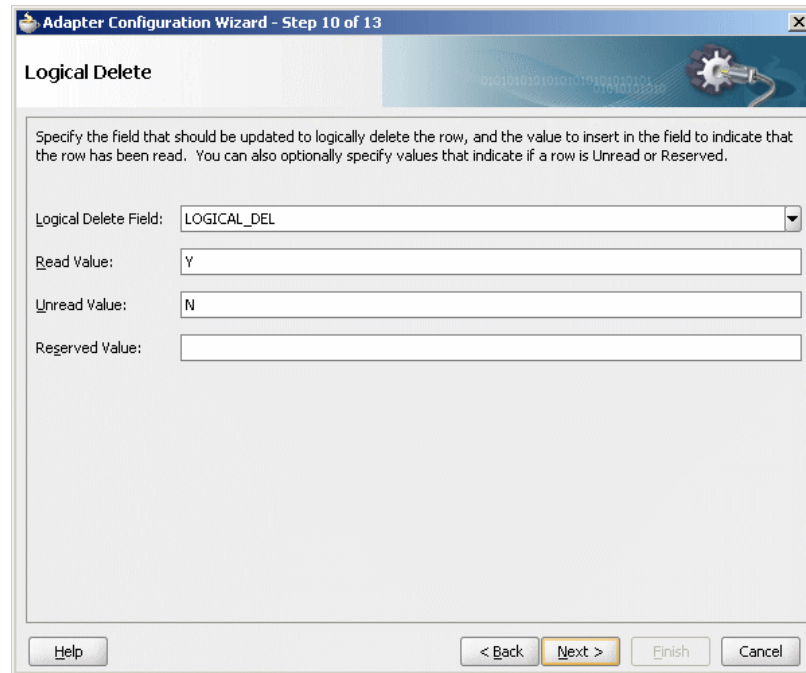 Adapter Configuration Wizard - Step 10 of 13
Logical Delete
Specify the field that should be updated to logically delete the row, and the value to insert in the field to indicate that
the row has been read. You can also optionally specify values that indicate if a row is Unread or Reserved.
Logical Delete Field: LOGICAL_DEL
Read Value: Y
Unread Value: N
Reserved Value:
Help < Back Next > Finish Cancel